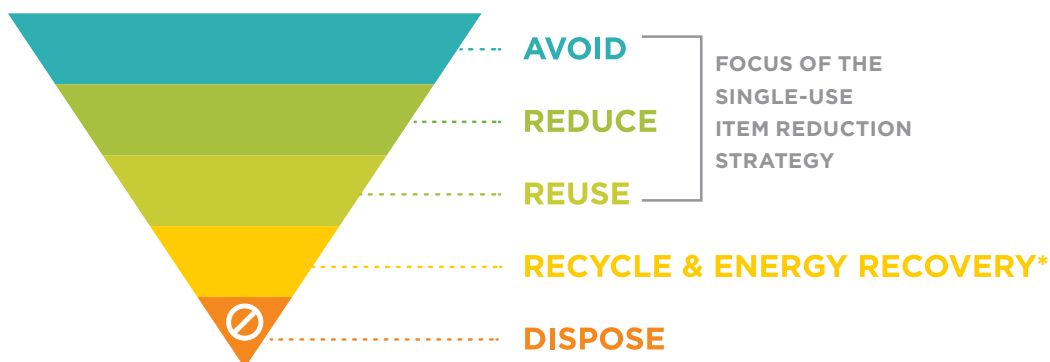 AVOID
REDUCE
REUSE
FOCUS OF THE
SINGLE-USE
ITEM REDUCTION
STRATEGY
RECYCLE & ENERGY RECOVERY*
DISPOSE